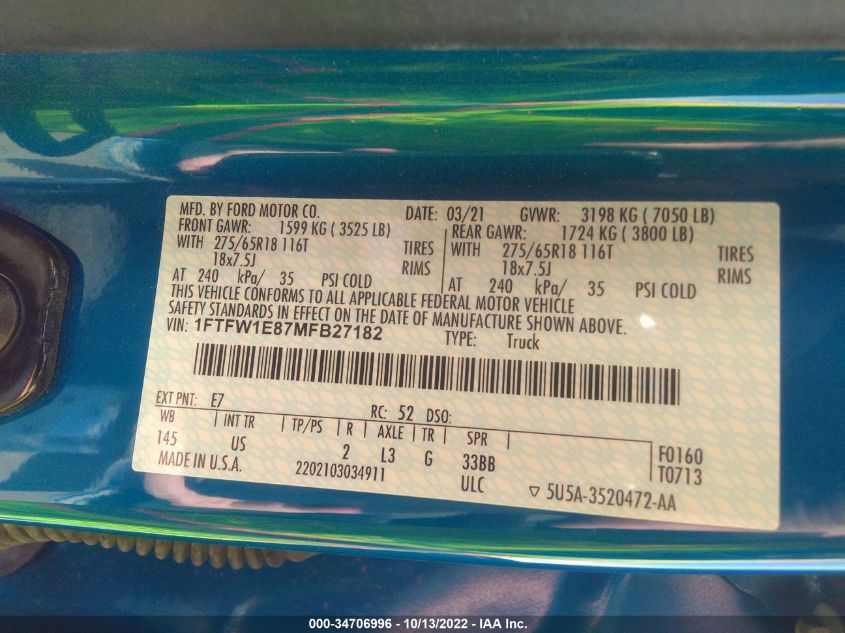 MFD. BY FORD MOTOR CO. DATE: 03/21 GVWR: 3198 KG ( 7050 LB)
FRONT GAWR: 1599 KG ( 3525 LB) REAR GAWR: 1724 KG ( 3800 LB)
WITH 275/65R18 116T TIRES WITH 275/65R18 116T TIRES
18x7.5J RIMS 18x7.5J RIMS
AT 240 kPa/ 35 PSI COLD AT 240 kPa/ 35 PSI COLD
THIS VEHICLE CONFORMS TO ALL APPLICABLE FEDERAL MOTOR VEHICLE
SAFETY STANDARDS IN EFFECT ON THE DATE OF MANUFACTURE SHOWN ABOVE.
VIN: 1FTFW1E87MFB27182 TYPE: Truck
EXT PNT: E7 RC: 52 DSO:
WB INT TR TP/PS R AXLE TR SPR F0160
145 US 2 L3 G 33BB T0713
MADE IN U.S.A. 2202103034911 ULC ▽ 5U5A-3520472-AA
000-34706996 - 10/13/2022 - IAA Inc.